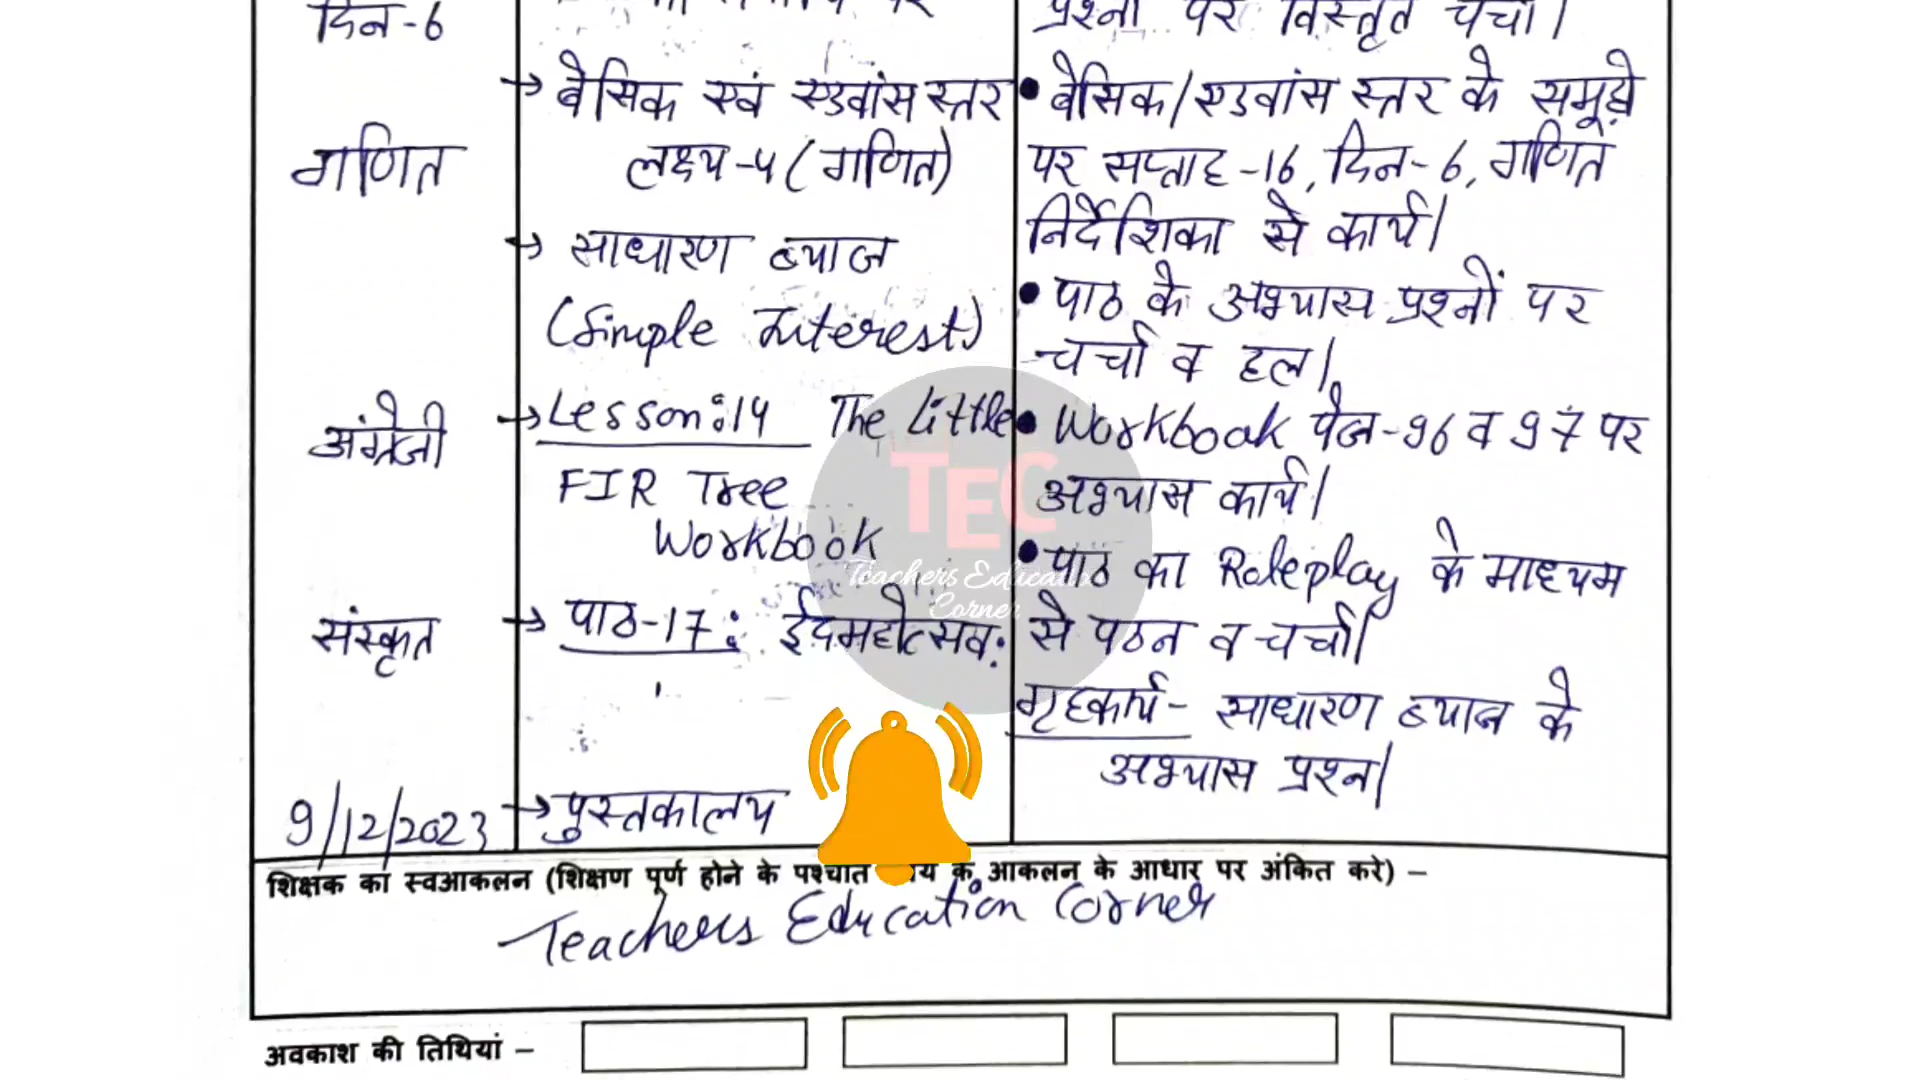 दिन-6
प्रश्नों पर विस्तृत चर्चा।
→ बेसिक एवं एडवांस स्तर
• बेसिक/एडवांस स्तर के समूहों
गणित
लक्ष्य-५ (गणित)
पर सप्ताह-16, दिन-6, गणित
निर्देशिका से कार्य।
→ साधारण ब्याज
(Simple Interest)
• पाठ के अभ्यास प्रश्नों पर
चर्चा व हल।
अंग्रेजी
→ Lesson:14 The Little
FIR Tree
Workbook
• Workbook पेज-96 व 97 पर
अभ्यास कार्य।
TEC
Teachers Education
Corner
• पाठ का Roleplay के माध्यम
संस्कृत
→ पाठ-17: ईदमहोत्सव:
से पठन व चर्चा।
गृहकार्य- साधारण ब्याज के
अभ्यास प्रश्न।
9/12/2023
→ पुस्तकालय
शिक्षक का स्वआकलन (शिक्षण पूर्ण होने के पश्चात के आकलन के आधार पर अंकित करे) –
Teachers Education Corner
अवकाश की तिथियां –